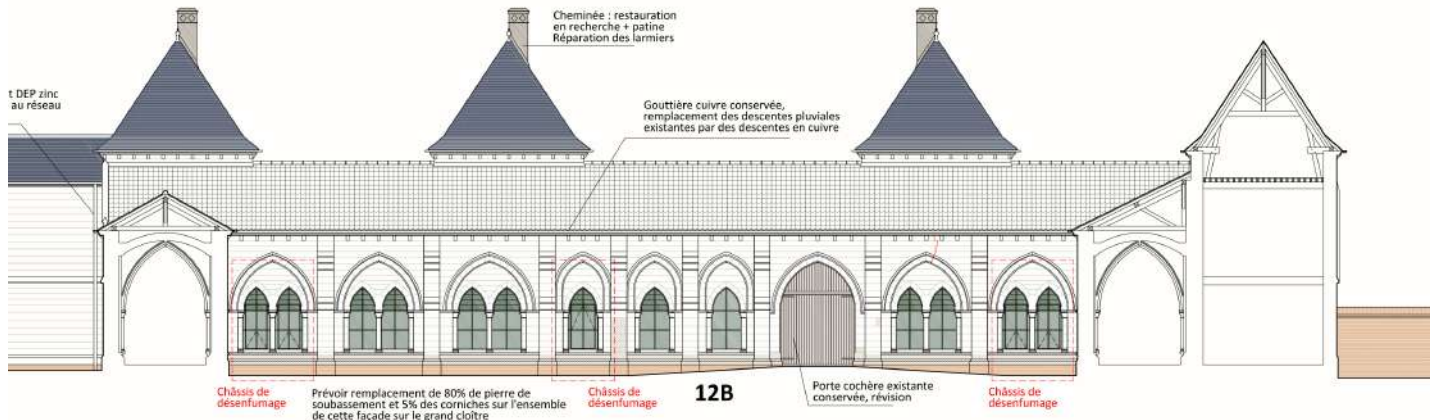 Cheminée : restauration
en recherche + patine
Réparation des larmiers
t DEP zinc
au réseau
Gouttière cuivre conservée,
remplacement des descentes pluviales
existantes par des descentes en cuivre
Châssis de
désenfumage
Prévoir remplacement de 80% de pierre de
soubassement et 5% des corniches sur l'ensemble
de cette façade sur le grand cloître
Châssis de
désenfumage
12B
Porte cochère existante
conservée, révision
Châssis de
désenfumage